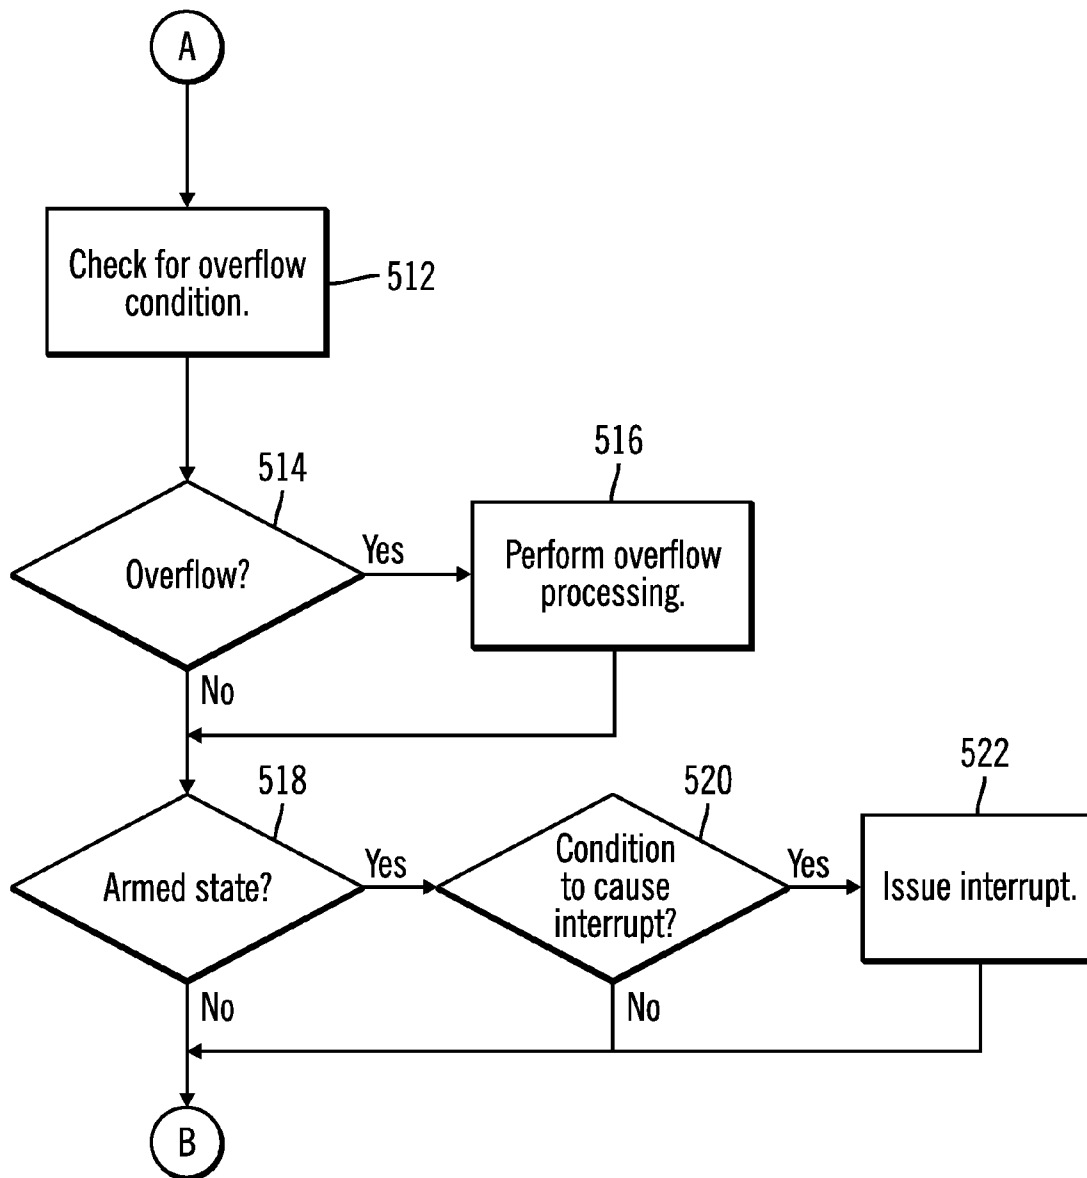 A
Check for overflow
condition.
512
514
Overflow?
Yes
516
Perform overflow
processing.
No
518
Armed state?
Yes
520
Condition
to cause
interrupt?
Yes
522
Issue interrupt.
No
No
B